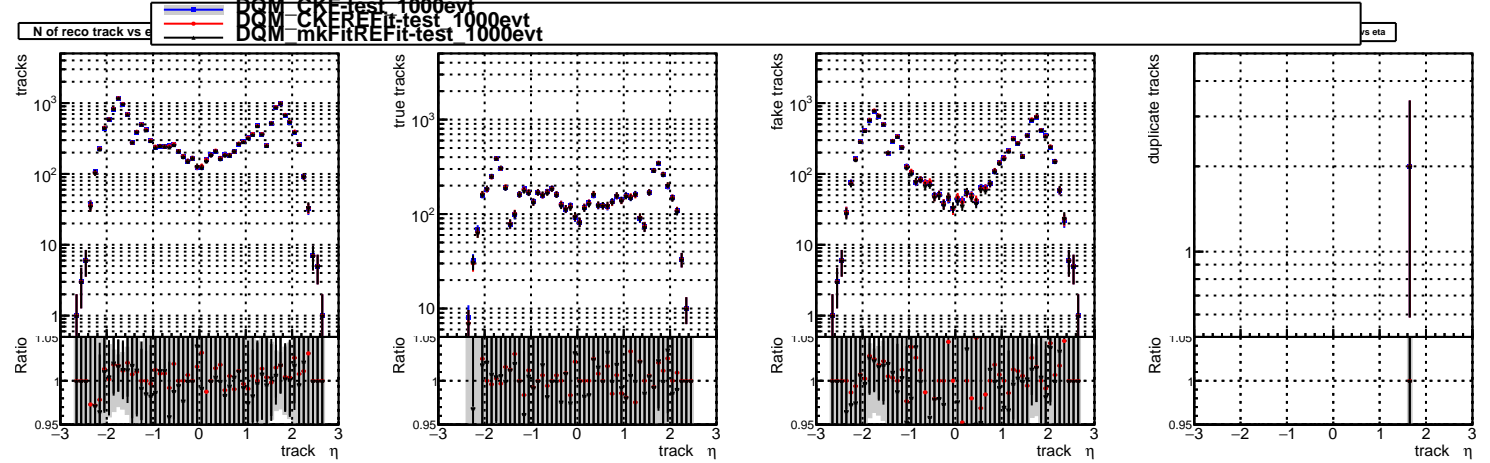 DQM_CKF-test_1000evt
DQM_CKFREFit-test_1000evt
DQM_mkFitREFit-test_1000evt
N of reco track vs e
vs eta
tracks
10³
10²
10
1
Ratio
1.05
1
0.95
−3 −2 −1 0 1 2 3
track η
true tracks
10³
10²
10
Ratio
1.05
1
0.95
−3 −2 −1 0 1 2 3
track η
fake tracks
10³
10²
10
1
Ratio
1.05
1
0.95
−3 −2 −1 0 1 2 3
track η
duplicate tracks
1
Ratio
1.05
1
0.95
−3 −2 −1 0 1 2 3
track η